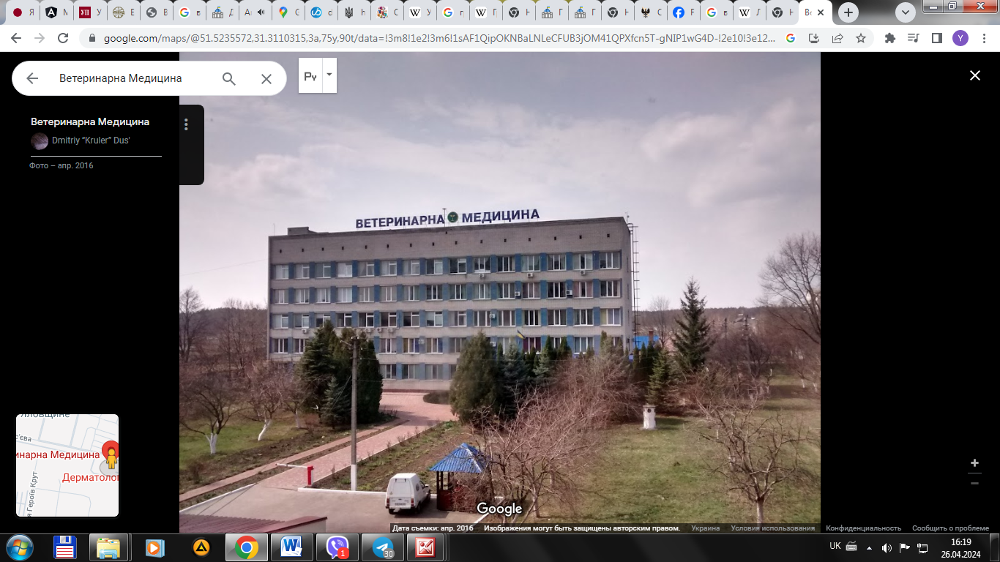 Я
М
УП
У
Е
В
в
Д
Ас
С
d
h
С
У
г
П
Н
Г
Г
Н
С
F
в
Л
Н
Ве
google.com/maps/@51.5235572,31.3110315,3a,75y,90t/data=!3m8!1e2!3m6!1sAF1QipOKNBaLNLeCFUB3jOM41QPXfcn5T-gNIP1wG4D-!2e10!3e12...
Y
Ветеринарна Медицина
Ру
Ветеринарна Медицина
Dmitriy “Kruler” Dus'
Фото – апр. 2016
ВЕТЕРИНАРНА МЕДИЦИНА
Яловщине
с'єва
инарна Медицина
Дерматоло
я Героїв Крут
Google
Дата съемки: апр. 2016 Изображения могут быть защищены авторским правом. Украина Условия использования Конфиденциальность Сообщить о проблеме
1
30
UK
16:19
26.04.2024